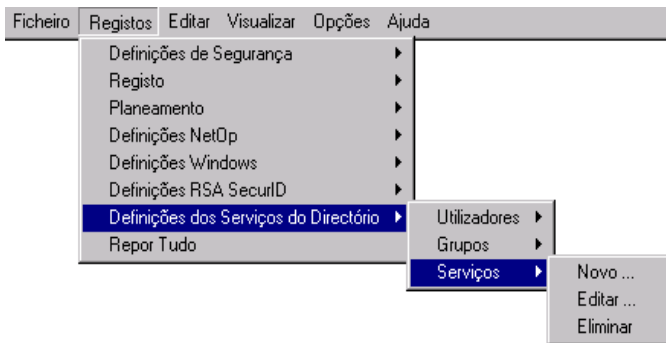 Ficheiro Registos Editar Visualizar Opções Ajuda
Definições de Segurança
Registo
Planeamento
Definições NetOp
Definições Windows
Definições RSA SecurID
Definições dos Serviços do Directório
Repor Tudo
Utilizadores
Grupos
Serviços
Novo ...
Editar ...
Eliminar